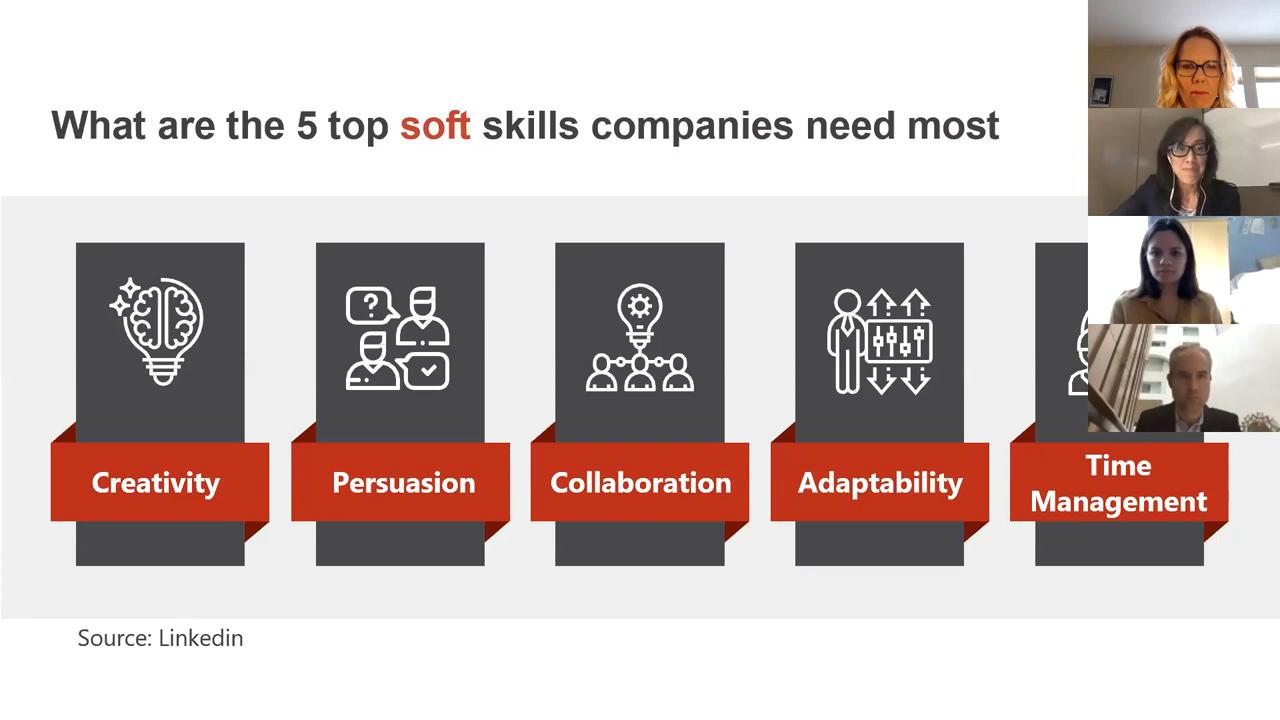 What are the 5 top soft skills companies need most
?
Creativity
Persuasion
Collaboration
Adaptability
Time
Management
Source: Linkedin